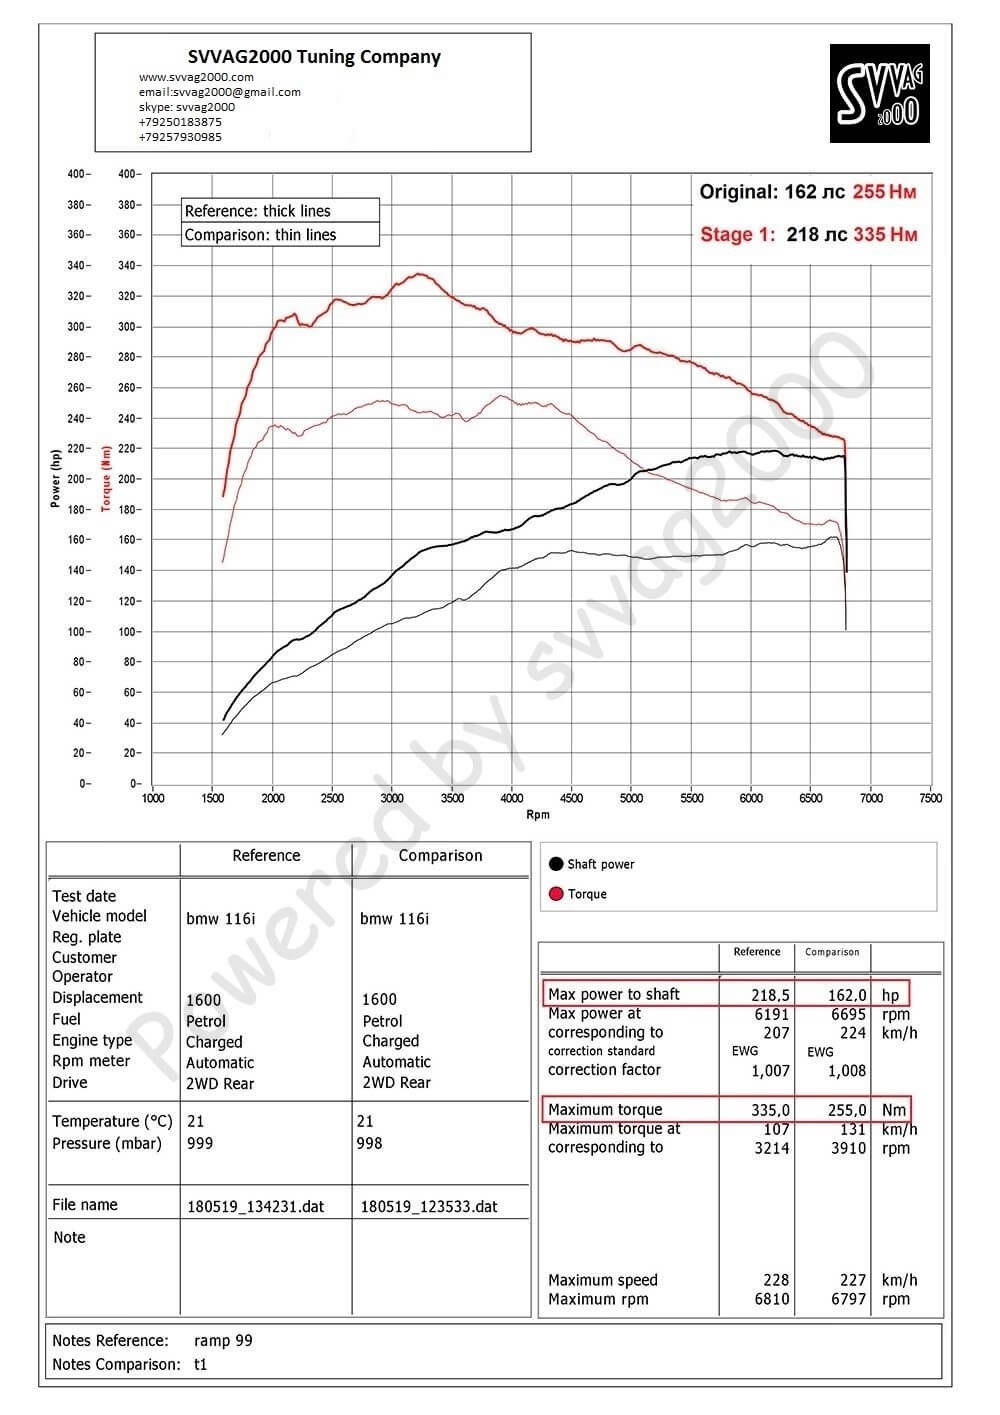 SVVAG2000 Tuning Company
www.svvag2000.com
email:svvag2000@gmail.com
skype: svvag2000
+79250183875
+79257930985
SVVAG
2000
Original: 162 лс 255 Нм
Stage 1: 218 лс 335 Нм
Reference: thick lines
Comparison: thin lines
400 400
380 380
360 360
340 340
320 320
300 300
280 280
260 260
240 240
220 220
200 200
180 180
160 160
140 140
120 120
100 100
80 80
60 60
40 40
20 20
0 0
Power (hp)
Torque (Nm)
1000 1500 2000 2500 3000 3500 4000 4500 5000 5500 6000 6500 7000 7500
Rpm
Powered by svvag2000
Reference Comparison
Test date
Vehicle model bmw 116i bmw 116i
Reg. plate
Customer
Operator
Displacement 1600 1600
Fuel Petrol Petrol
Engine type Charged Charged
Rpm meter Automatic Automatic
Drive 2WD Rear 2WD Rear
Temperature (°C) 21 21
Pressure (mbar) 999 998
File name 180519_134231.dat 180519_123533.dat
Note
Shaft power
Torque
Reference Comparison
Max power to shaft 218,5 162,0 hp
Max power at 6191 6695 rpm
corresponding to 207 224 km/h
correction standard EWG EWG
correction factor 1,007 1,008
Maximum torque 335,0 255,0 Nm
Maximum torque at 107 131 km/h
corresponding to 3214 3910 rpm
Maximum speed 228 227 km/h
Maximum rpm 6810 6797 rpm
Notes Reference: ramp 99
Notes Comparison: t1